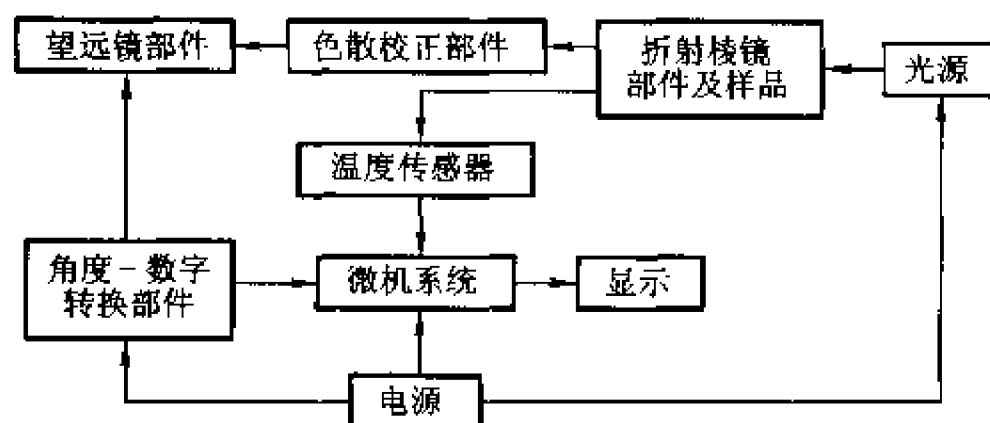 望远镜部件
色散校正部件
折射棱镜
部件及样品
光源
温度传感器
角度-数字
转换部件
微机系统
显示
电源